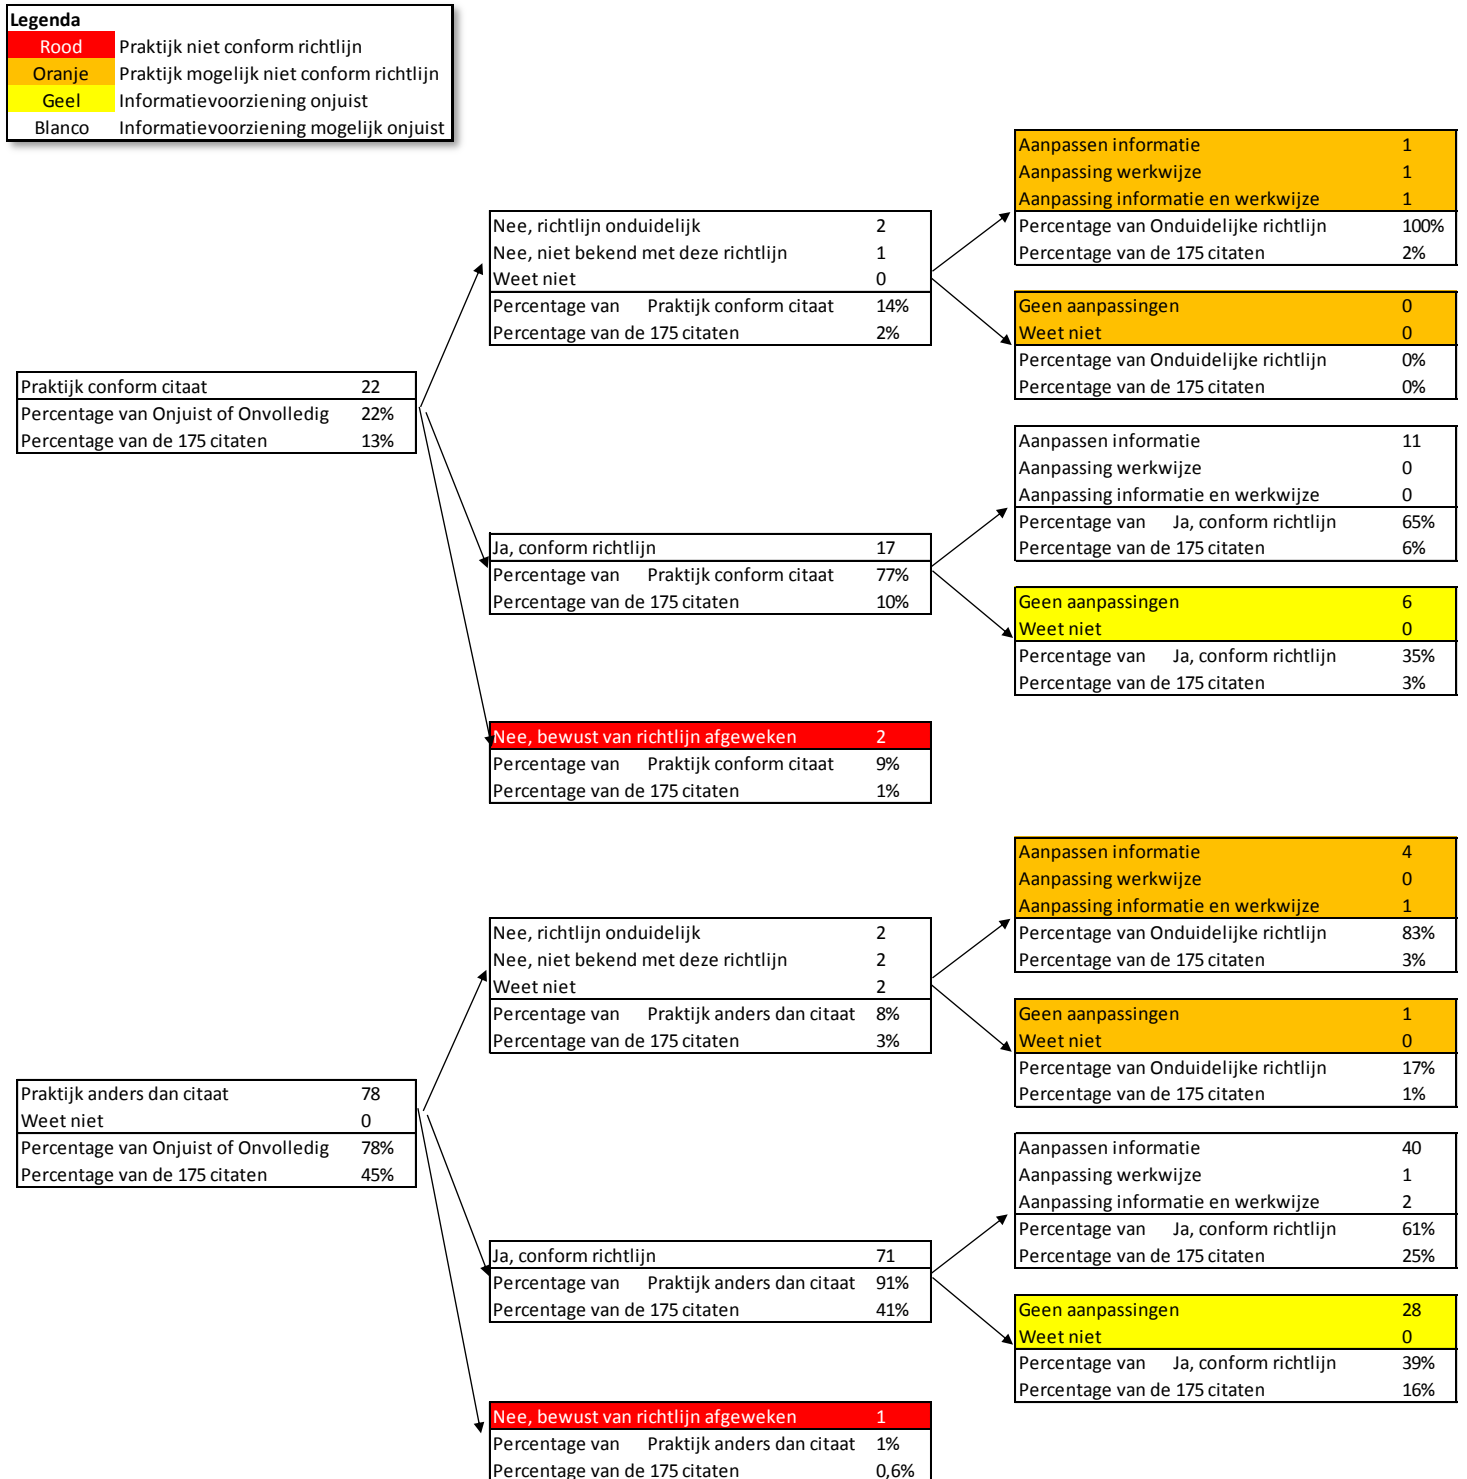 Legenda
Rood Praktijk niet conform richtlijn
Oranje Praktijk mogelijk niet conform richtlijn
Geel Informatievoorziening onjuist
Blanco Informatievoorziening mogelijk onjuist
Aanpassen informatie 1
Aanpassing werkwijze 1
Aanpassing informatie en werkwijze 1
Percentage van Onduidelijke richtlijn 100%
Percentage van de 175 citaten 2%
Nee, richtlijn onduidelijk 2
Nee, niet bekend met deze richtlijn 1
Weet niet 0
Percentage van Praktijk conform citaat 14%
Percentage van de 175 citaten 2%
Geen aanpassingen 0
Weet niet 0
Percentage van Onduidelijke richtlijn 0%
Percentage van de 175 citaten 0%
Praktijk conform citaat 22
Percentage van Onjuist of Onvolledig 22%
Percentage van de 175 citaten 13%
Aanpassen informatie 11
Aanpassing werkwijze 0
Aanpassing informatie en werkwijze 0
Percentage van Ja, conform richtlijn 65%
Percentage van de 175 citaten 6%
Ja, conform richtlijn 17
Percentage van Praktijk conform citaat 77%
Percentage van de 175 citaten 10%
Geen aanpassingen 6
Weet niet 0
Percentage van Ja, conform richtlijn 35%
Percentage van de 175 citaten 3%
Nee, bewust van richtlijn afgeweken 2
Percentage van Praktijk conform citaat 9%
Percentage van de 175 citaten 1%
Aanpassen informatie 4
Aanpassing werkwijze 0
Aanpassing informatie en werkwijze 1
Percentage van Onduidelijke richtlijn 83%
Percentage van de 175 citaten 3%
Nee, richtlijn onduidelijk 2
Nee, niet bekend met deze richtlijn 2
Weet niet 2
Percentage van Praktijk anders dan citaat 8%
Percentage van de 175 citaten 3%
Geen aanpassingen 1
Weet niet 0
Percentage van Onduidelijke richtlijn 17%
Percentage van de 175 citaten 1%
Praktijk anders dan citaat 78
Weet niet 0
Percentage van Onjuist of Onvolledig 78%
Percentage van de 175 citaten 45%
Aanpassen informatie 40
Aanpassing werkwijze 1
Aanpassing informatie en werkwijze 2
Percentage van Ja, conform richtlijn 61%
Percentage van de 175 citaten 25%
Ja, conform richtlijn 71
Percentage van Praktijk anders dan citaat 91%
Percentage van de 175 citaten 41%
Geen aanpassingen 28
Weet niet 0
Percentage van Ja, conform richtlijn 39%
Percentage van de 175 citaten 16%
Nee, bewust van richtlijn afgeweken 1
Percentage van Praktijk anders dan citaat 1%
Percentage van de 175 citaten 0,6%